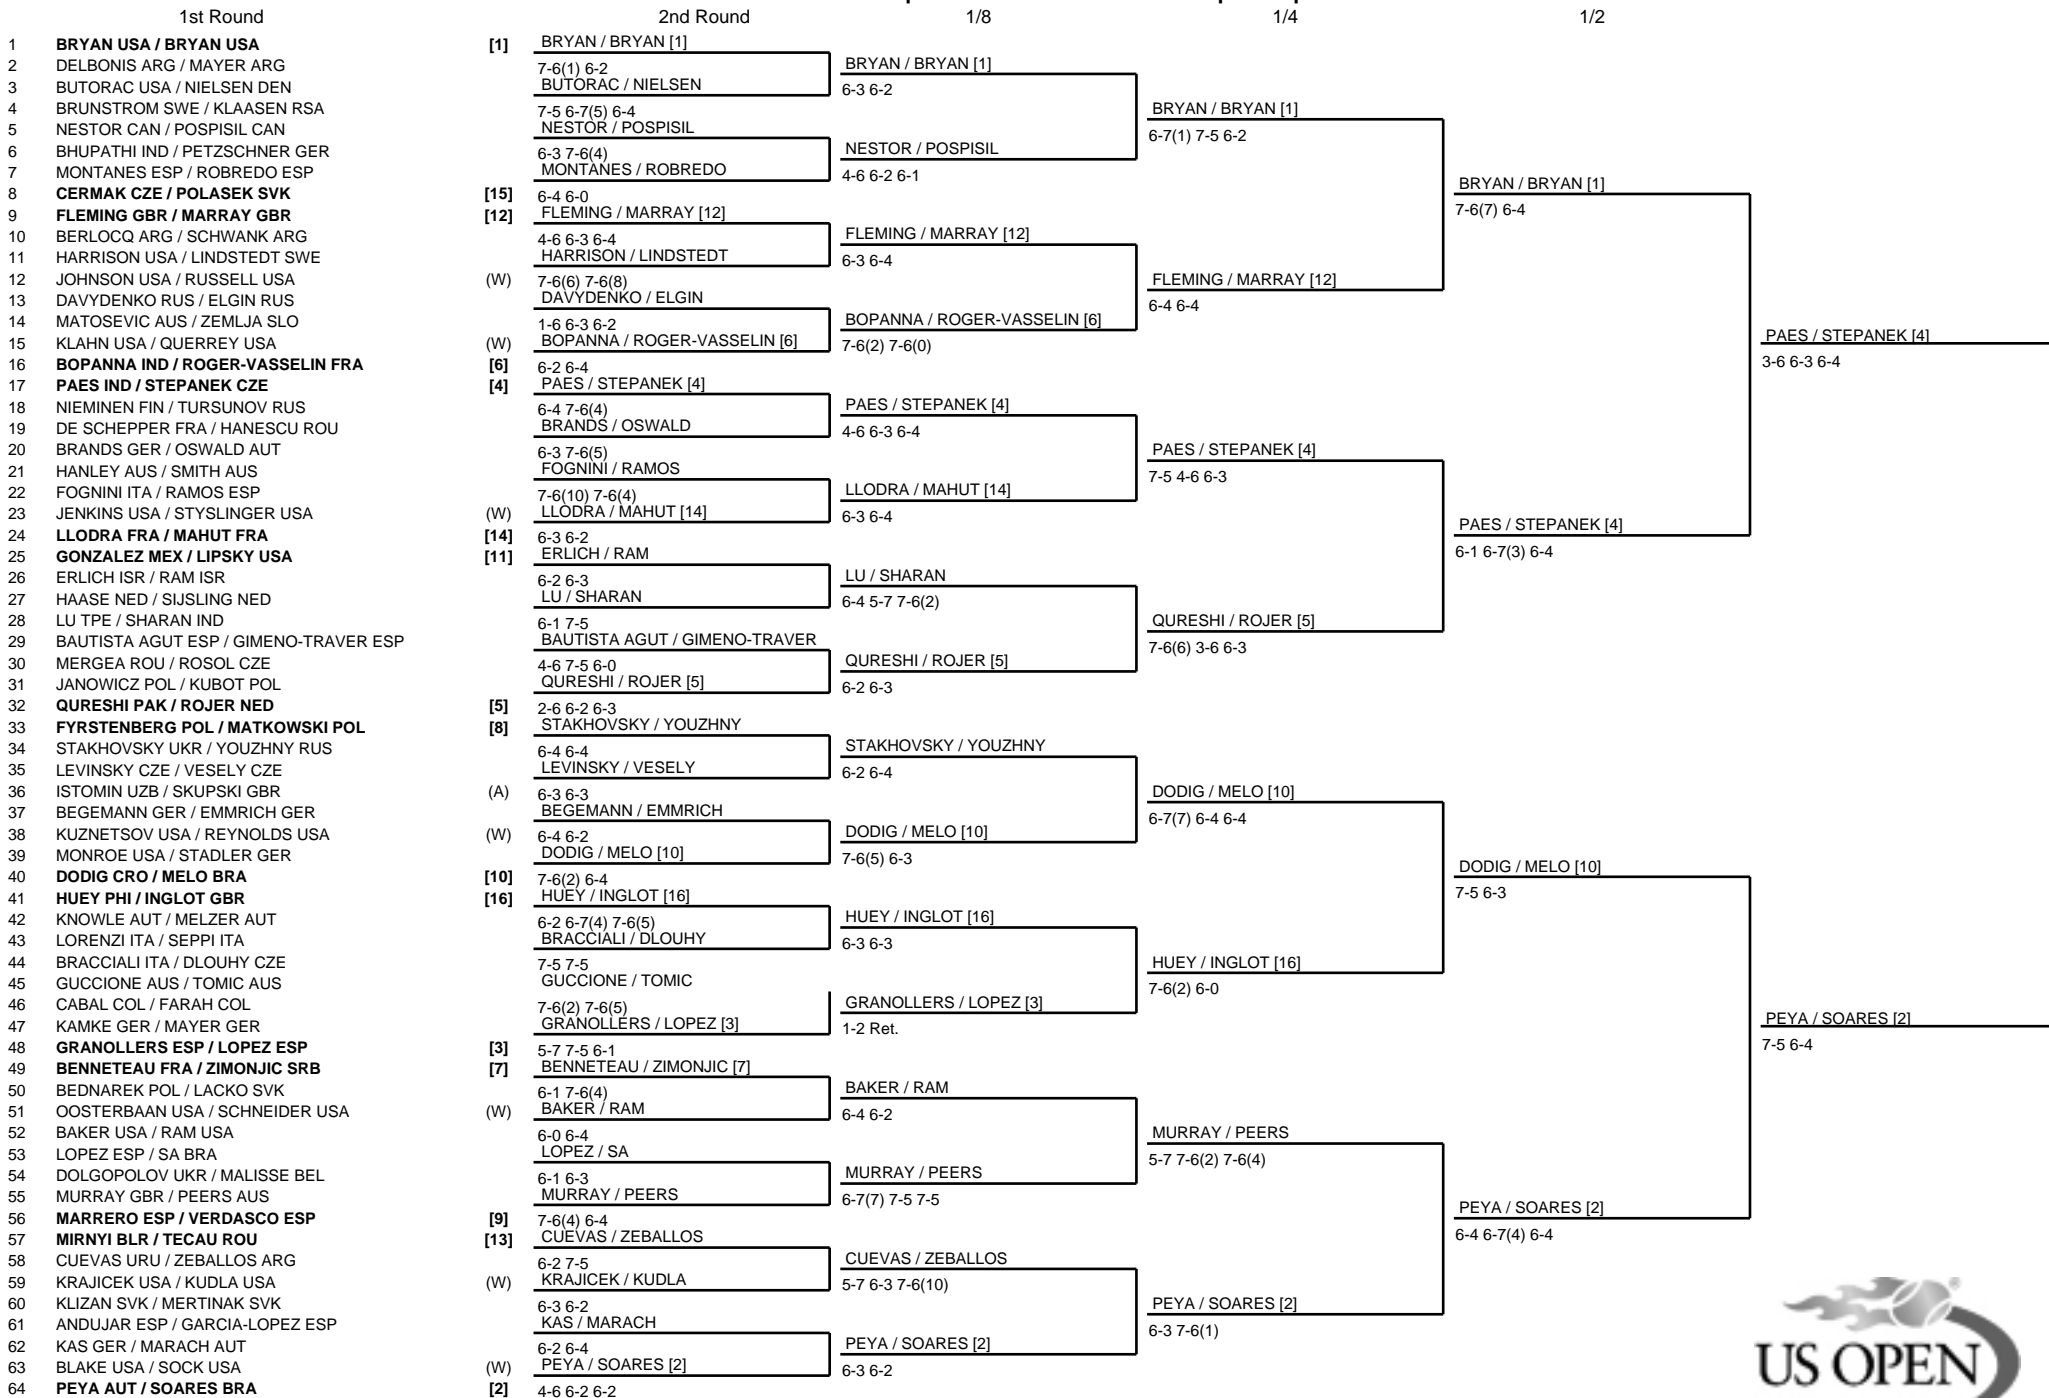 1st Round
2nd Round
1/8
1/4
1/2
1 BRYAN USA / BRYAN USA [1]
2 DELBONIS ARG / MAYER ARG
3 BUTORAC USA / NIELSEN DEN
4 BRUNSTROM SWE / KLAASEN RSA
5 NESTOR CAN / POSPISIL CAN
6 BHUPATHI IND / PETZSCHNER GER
7 MONTANES ESP / ROBREDO ESP
8 CERMAK CZE / POLASEK SVK [15]
9 FLEMING GBR / MARRAY GBR [12]
10 BERLOCQ ARG / SCHWANK ARG
11 HARRISON USA / LINDSTEDT SWE
12 JOHNSON USA / RUSSELL USA (W)
13 DAVYDENKO RUS / ELGIN RUS
14 MATOSEVIC AUS / ZEMLJA SLO
15 KLAHN USA / QUERREY USA (W)
16 BOPANNA IND / ROGER-VASSELIN FRA [6]
17 PAES IND / STEPANEK CZE [4]
18 NIEMINEN FIN / TURSUNOV RUS
19 DE SCHEPPER FRA / HANESCU ROU
20 BRANDS GER / OSWALD AUT
21 HANLEY AUS / SMITH AUS
22 FOGNINI ITA / RAMOS ESP
23 JENKINS USA / STYSLINGER USA (W)
24 LLODRA FRA / MAHUT FRA [14]
25 GONZALEZ MEX / LIPSKY USA [11]
26 ERLICH ISR / RAM ISR
27 HAASE NED / SIJSLING NED
28 LU TPE / SHARAN IND
29 BAUTISTA AGUT ESP / GIMENO-TRAVER ESP
30 MERGEA ROU / ROSOL CZE
31 JANOWICZ POL / KUBOT POL
32 QURESHI PAK / ROJER NED [5]
33 FYRSTENBERG POL / MATKOWSKI POL [8]
34 STAKHOVSKY UKR / YOUZHNY RUS
35 LEVINSKY CZE / VESELY CZE
36 ISTOMIN UZB / SKUPSKI GBR (A)
37 BEGEMANN GER / EMMRICH GER
38 KUZNETSOV USA / REYNOLDS USA (W)
39 MONROE USA / STADLER GER
40 DODIG CRO / MELO BRA [10]
41 HUEY PHI / INGLOT GBR [16]
42 KNOWLE AUT / MELZER AUT
43 LORENZI ITA / SEPPI ITA
44 BRACCIALI ITA / DLOUHY CZE
45 GUCCIONE AUS / TOMIC AUS
46 CABAL COL / FARAH COL
47 KAMKE GER / MAYER GER
48 GRANOLLERS ESP / LOPEZ ESP [3]
49 BENNETEAU FRA / ZIMONJIC SRB [7]
50 BEDNAREK POL / LACKO SVK
51 OOSTERBAAN USA / SCHNEIDER USA (W)
52 BAKER USA / RAM USA
53 LOPEZ ESP / SA BRA
54 DOLGOPOLOV UKR / MALISSE BEL
55 MURRAY GBR / PEERS AUS
56 MARRERO ESP / VERDASCO ESP [9]
57 MIRNYI BLR / TECAU ROU [13]
58 CUEVAS URU / ZEBALLOS ARG
59 KRAJICEK USA / KUDLA USA (W)
60 KLIZAN SVK / MERTINAK SVK
61 ANDUJAR ESP / GARCIA-LOPEZ ESP
62 KAS GER / MARACH AUT
63 BLAKE USA / SOCK USA (W)
64 PEYA AUT / SOARES BRA [2]
BRYAN / BRYAN [1]
7-6(1) 6-2
BUTORAC / NIELSEN
7-5 6-7(5) 6-4
NESTOR / POSPISIL
6-3 7-6(4)
MONTANES / ROBREDO
6-4 6-0
FLEMING / MARRAY [12]
4-6 6-3 6-4
HARRISON / LINDSTEDT
7-6(6) 7-6(8)
DAVYDENKO / ELGIN
1-6 6-3 6-2
BOPANNA / ROGER-VASSELIN [6]
6-2 6-4
PAES / STEPANEK [4]
6-4 7-6(4)
BRANDS / OSWALD
6-3 7-6(5)
FOGNINI / RAMOS
7-6(10) 7-6(4)
LLODRA / MAHUT [14]
6-3 6-2
ERLICH / RAM
6-2 6-3
LU / SHARAN
6-1 7-5
BAUTISTA AGUT / GIMENO-TRAVER
4-6 7-5 6-0
QURESHI / ROJER [5]
2-6 6-2 6-3
STAKHOVSKY / YOUZHNY
6-4 6-4
LEVINSKY / VESELY
6-3 6-3
BEGEMANN / EMMRICH
6-4 6-2
DODIG / MELO [10]
7-6(2) 6-4
HUEY / INGLOT [16]
6-2 6-7(4) 7-6(5)
BRACCIALI / DLOUHY
7-5 7-5
GUCCIONE / TOMIC
7-6(2) 7-6(5)
GRANOLLERS / LOPEZ [3]
5-7 7-5 6-1
BENNETEAU / ZIMONJIC [7]
6-1 7-6(4)
BAKER / RAM
6-0 6-4
LOPEZ / SA
6-1 6-3
MURRAY / PEERS
7-6(4) 6-4
CUEVAS / ZEBALLOS
6-2 7-5
KRAJICEK / KUDLA
6-3 6-2
KAS / MARACH
6-2 6-4
PEYA / SOARES [2]
4-6 6-2 6-2
BRYAN / BRYAN [1]
6-3 6-2
NESTOR / POSPISIL
4-6 6-2 6-1
FLEMING / MARRAY [12]
6-3 6-4
BOPANNA / ROGER-VASSELIN [6]
7-6(2) 7-6(0)
PAES / STEPANEK [4]
4-6 6-3 6-4
LLODRA / MAHUT [14]
6-3 6-4
LU / SHARAN
6-4 5-7 7-6(2)
QURESHI / ROJER [5]
6-2 6-3
STAKHOVSKY / YOUZHNY
6-2 6-4
DODIG / MELO [10]
7-6(5) 6-3
HUEY / INGLOT [16]
6-3 6-3
GRANOLLERS / LOPEZ [3]
1-2 Ret.
BAKER / RAM
6-4 6-2
MURRAY / PEERS
6-7(7) 7-5 7-5
CUEVAS / ZEBALLOS
5-7 6-3 7-6(10)
PEYA / SOARES [2]
6-3 6-2
BRYAN / BRYAN [1]
6-7(1) 7-5 6-2
FLEMING / MARRAY [12]
6-4 6-4
PAES / STEPANEK [4]
7-5 4-6 6-3
QURESHI / ROJER [5]
7-6(6) 3-6 6-3
DODIG / MELO [10]
6-7(7) 6-4 6-4
HUEY / INGLOT [16]
7-6(2) 6-0
MURRAY / PEERS
5-7 7-6(2) 7-6(4)
PEYA / SOARES [2]
6-3 7-6(1)
BRYAN / BRYAN [1]
7-6(7) 6-4
PAES / STEPANEK [4]
6-1 6-7(3) 6-4
DODIG / MELO [10]
7-5 6-3
PEYA / SOARES [2]
6-4 6-7(4) 6-4
PAES / STEPANEK [4]
3-6 6-3 6-4
PEYA / SOARES [2]
7-5 6-4
US OPEN